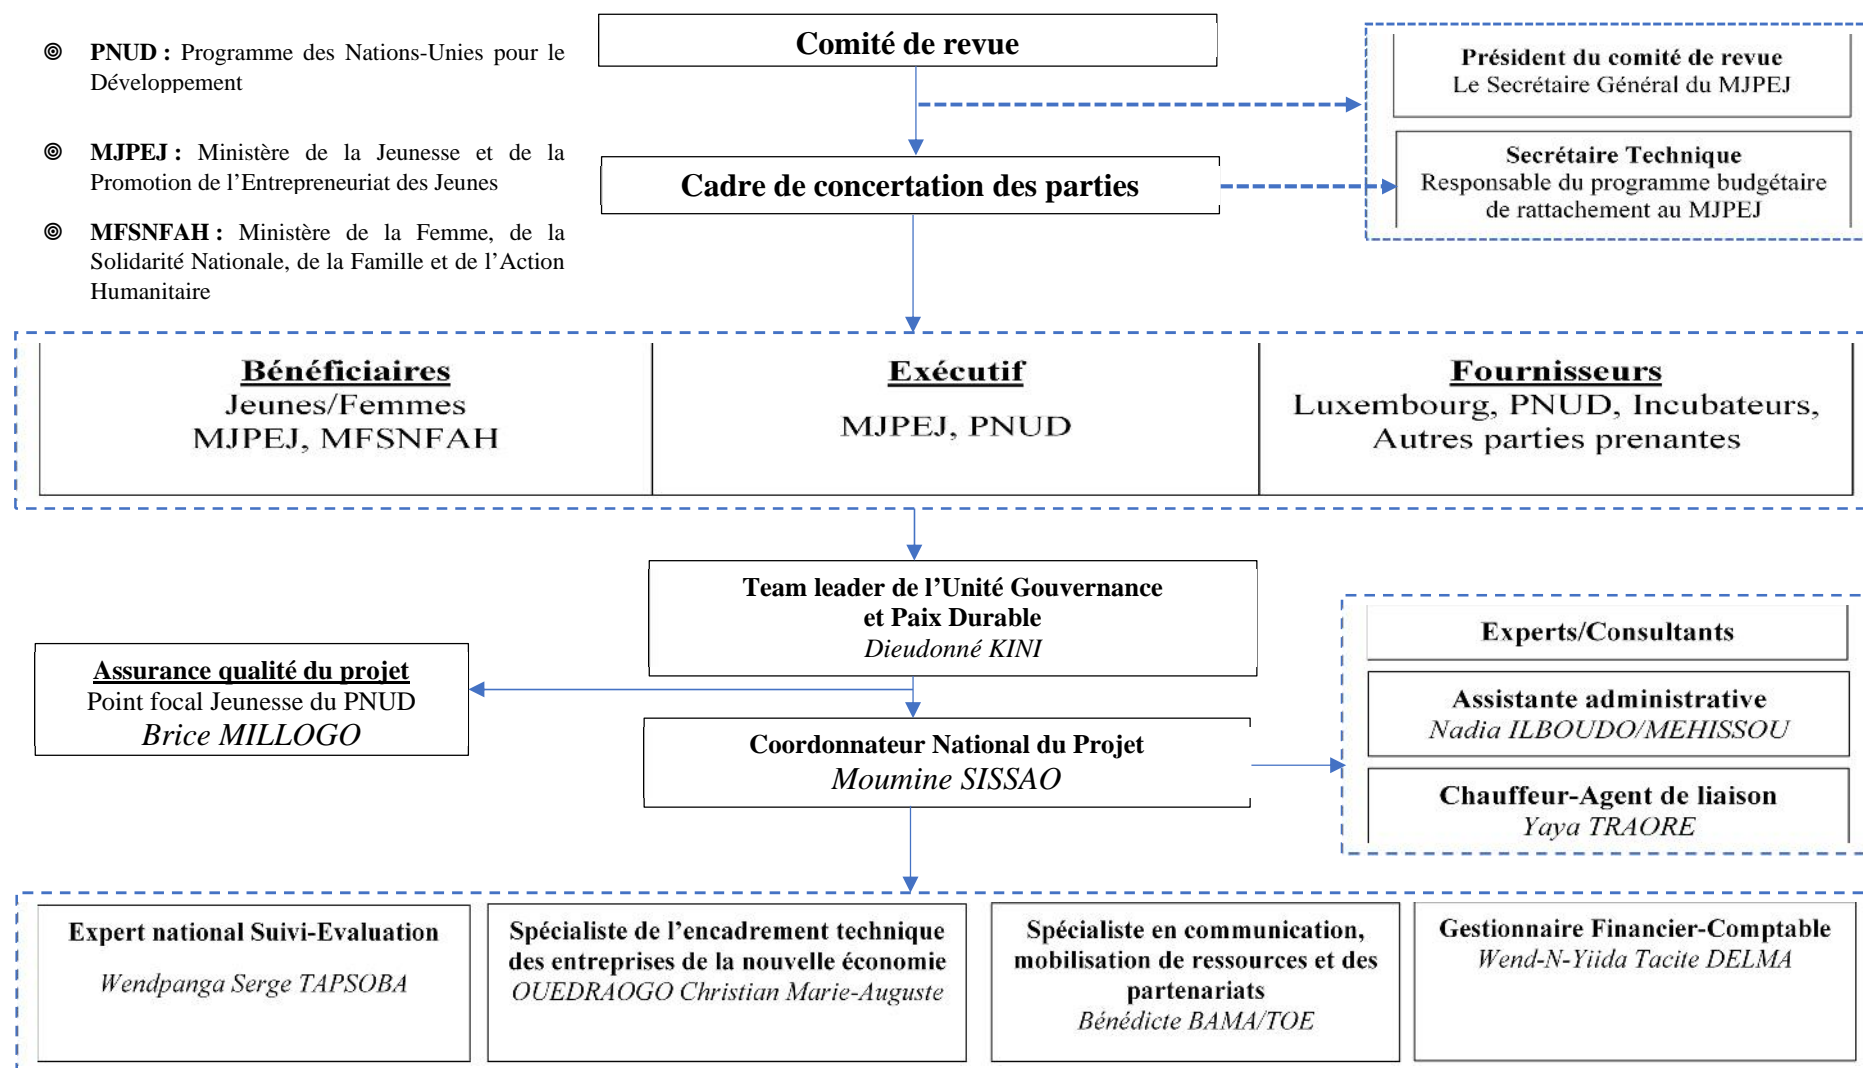 ◎ PNUD : Programme des Nations-Unies pour le
Développement
◎ MJPEJ : Ministère de la Jeunesse et de la
Promotion de l’Entrepreneuriat des Jeunes
◎ MFSNFAH : Ministère de la Femme, de la
Solidarité Nationale, de la Famille et de l’Action
Humanitaire
Comité de revue
Président du comité de revue
Le Secrétaire Général du MJPEJ
Cadre de concertation des parties
Secrétaire Technique
Responsable du programme budgétaire
de rattachement au MJPEJ
Bénéficiaires
Jeunes/Femmes
MJPEJ, MFSNFAH
Exécutif
MJPEJ, PNUD
Fournisseurs
Luxembourg, PNUD, Incubateurs,
Autres parties prenantes
Team leader de l’Unité Gouvernance
et Paix Durable
Dieudonné KINI
Assurance qualité du projet
Point focal Jeunesse du PNUD
Brice MILLOGO
Coordonnateur National du Projet
Moumine SISSAO
Experts/Consultants
Assistante administrative
Nadia ILBOUDO/MEHISSOU
Chauffeur-Agent de liaison
Yaya TRAORE
Expert national Suivi-Evaluation
Wendpanga Serge TAPSOBA
Spécialiste de l’encadrement technique
des entreprises de la nouvelle économie
OUEDRAOGO Christian Marie-Auguste
Spécialiste en communication,
mobilisation de ressources et des
partenariats
Bénédicte BAMA/TOE
Gestionnaire Financier-Comptable
Wend-N-Yiida Tacite DELMA